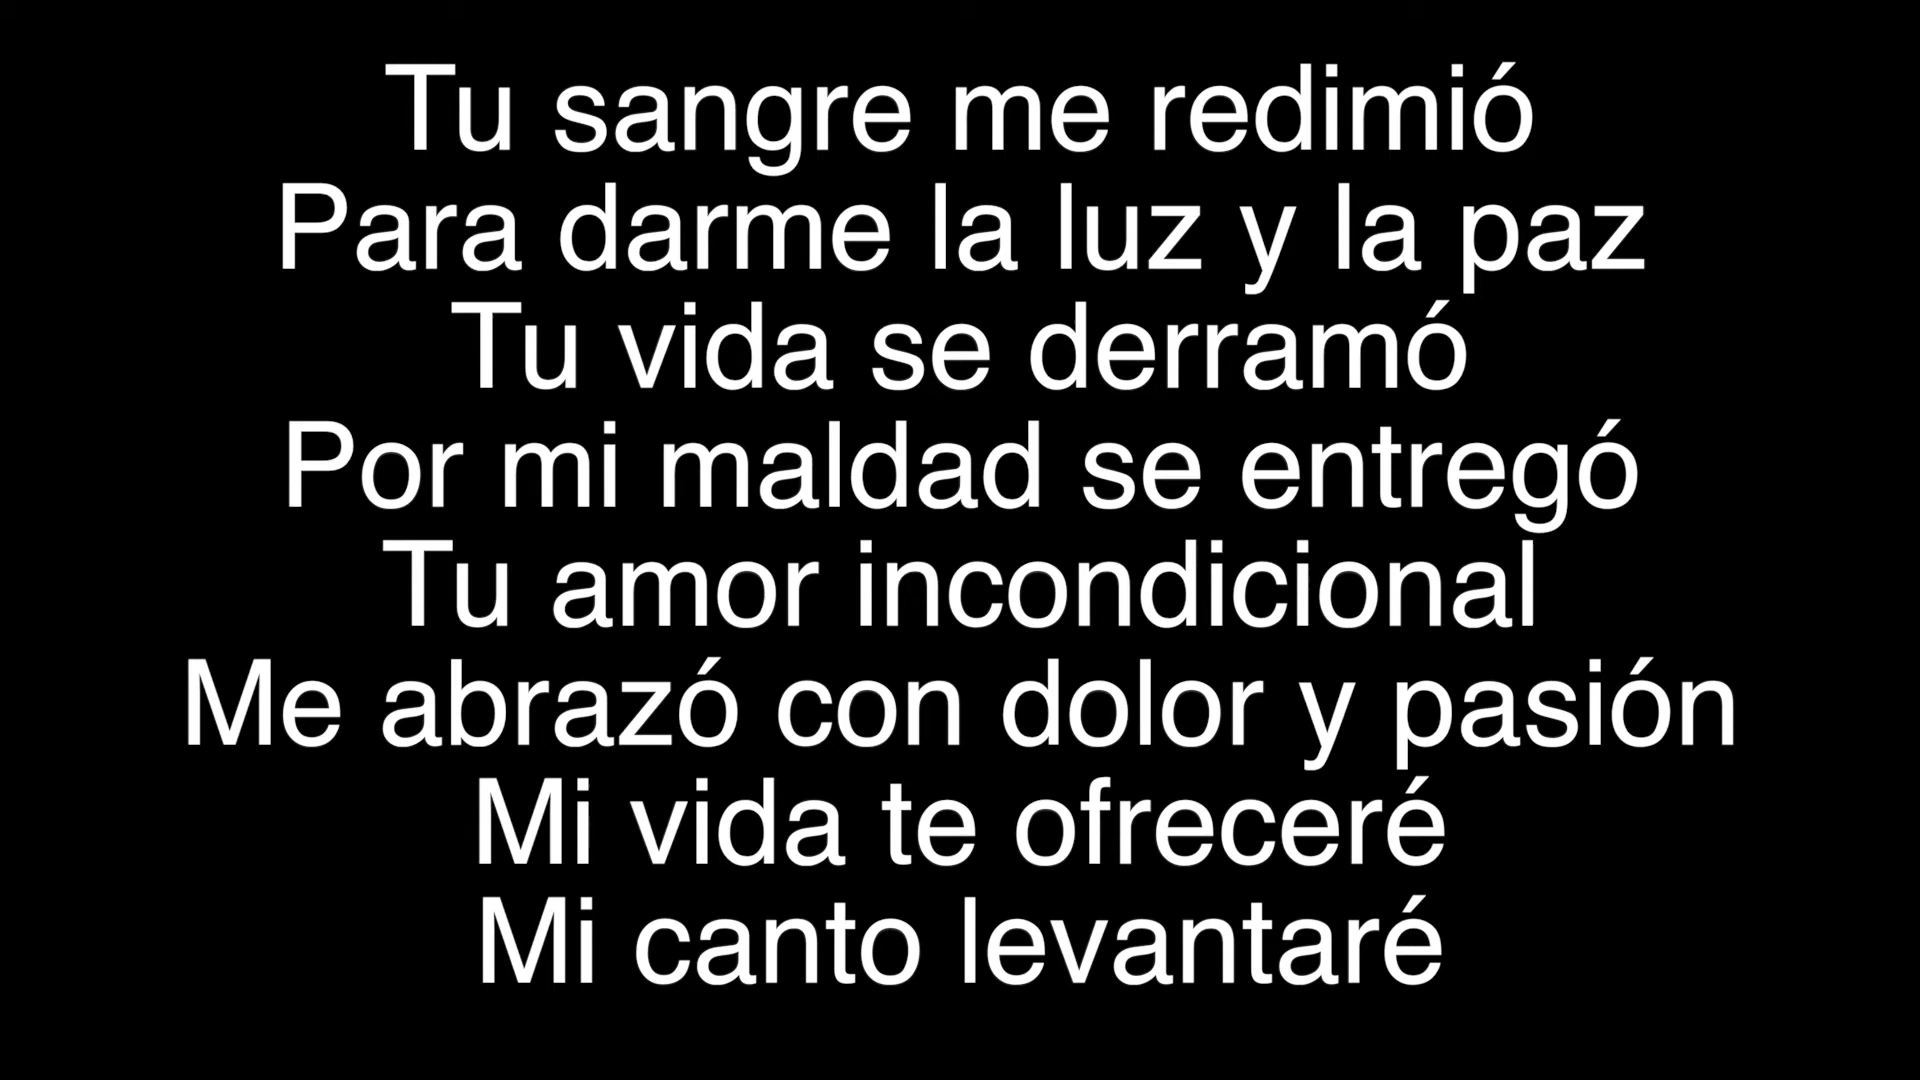 Tu sangre me redimió
Para darme la luz y la paz
Tu vida se derramó
Por mi maldad se entregó
Tu amor incondicional
Me abrazó con dolor y pasión
Mi vida te ofreceré
Mi canto levantaré